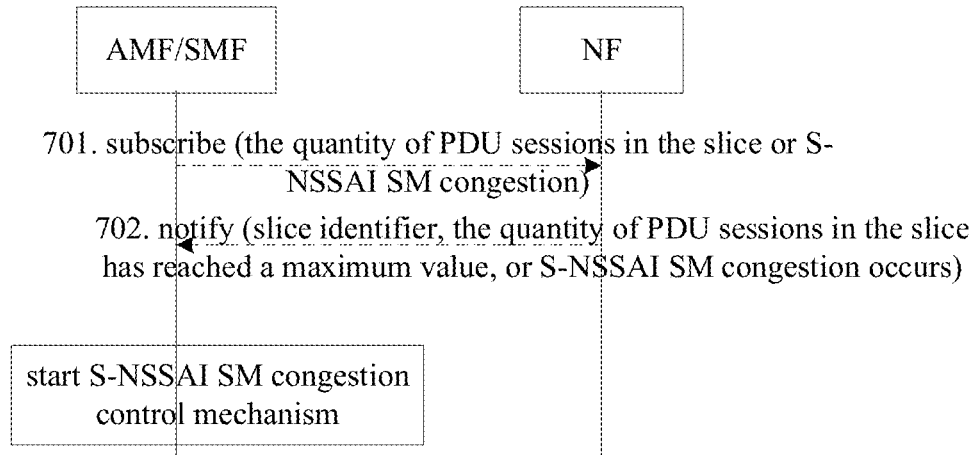 AMF/SMF
NF
701. subscribe (the quantity of PDU sessions in the slice or S-
NSSAI SM congestion)
702. notify (slice identifier, the quantity of PDU sessions in the slice
has reached a maximum value, or S-NSSAI SM congestion occurs)
start S-NSSAI SM congestion
control mechanism